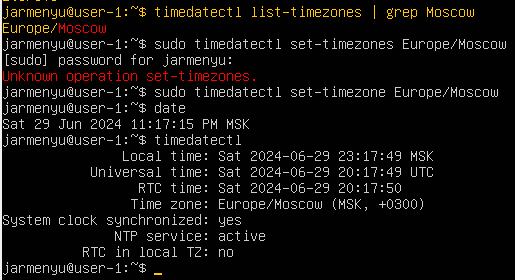 jarmenyu@user-1:~$ timedatectl list-timezones | grep Moscow
Europe/Moscow
jarmenyu@user-1:~$ sudo timedatectl set-timezones Europe/Moscow
[sudo] password for jarmenyu:
Unknown operation set-timezones.
jarmenyu@user-1:~$ sudo timedatectl set-timezone Europe/Moscow
jarmenyu@user-1:~$ date
Sat 29 Jun 2024 11:17:15 PM MSK
jarmenyu@user-1:~$ timedatectl
Local time: Sat 2024-06-29 23:17:49 MSK
Universal time: Sat 2024-06-29 20:17:49 UTC
RTC time: Sat 2024-06-29 20:17:50
Time zone: Europe/Moscow (MSK, +0300)
System clock synchronized: yes
NTP service: active
RTC in local TZ: no
jarmenyu@user-1:~$ _